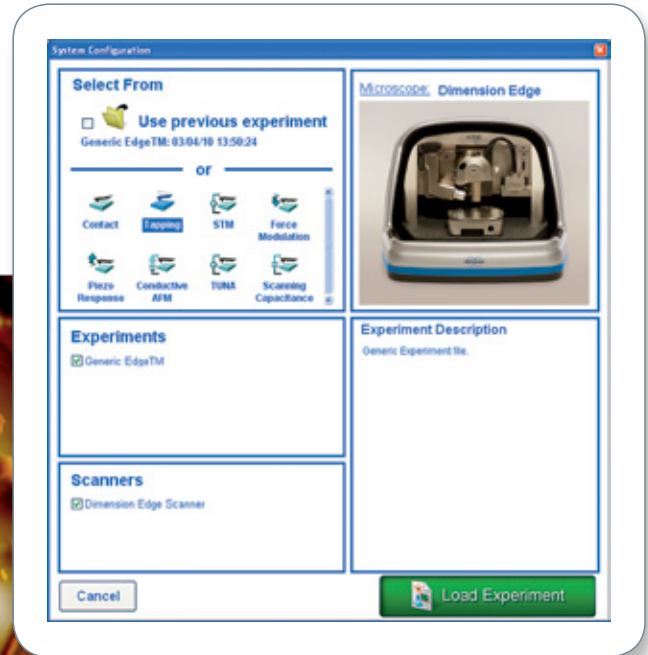 System Configuration
Select From
Use previous experiment
Generic EdgeTM: 03/04/10 13:50:24
or
Contact
Tapping
STM
Force Modulation
Piezo Response
Conductive AFM
TUNA
Scanning Capacitance
Microscope: Dimension Edge
Experiments
Generic EdgeTM
Scanners
Dimension Edge Scanner
Experiment Description
Generic Experiment file.
Cancel
Load Experiment